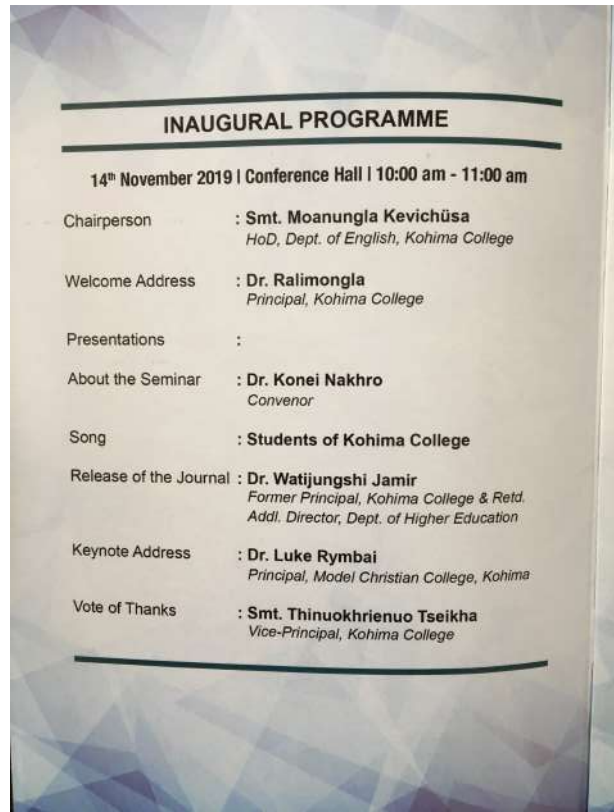 INAUGURAL PROGRAMME
14th November 2019 | Conference Hall | 10:00 am - 11:00 am
Chairperson : Smt. Moanungla Kevichüsa
HoD, Dept. of English, Kohima College
Welcome Address : Dr. Ralimongla
Principal, Kohima College
Presentations :
About the Seminar : Dr. Konei Nakhro
Convenor
Song : Students of Kohima College
Release of the Journal : Dr. Watijungshi Jamir
Former Principal, Kohima College & Retd.
Addl. Director, Dept. of Higher Education
Keynote Address : Dr. Luke Rymbai
Principal, Model Christian College, Kohima
Vote of Thanks : Smt. Thinuokhrienuo Tseikha
Vice-Principal, Kohima College